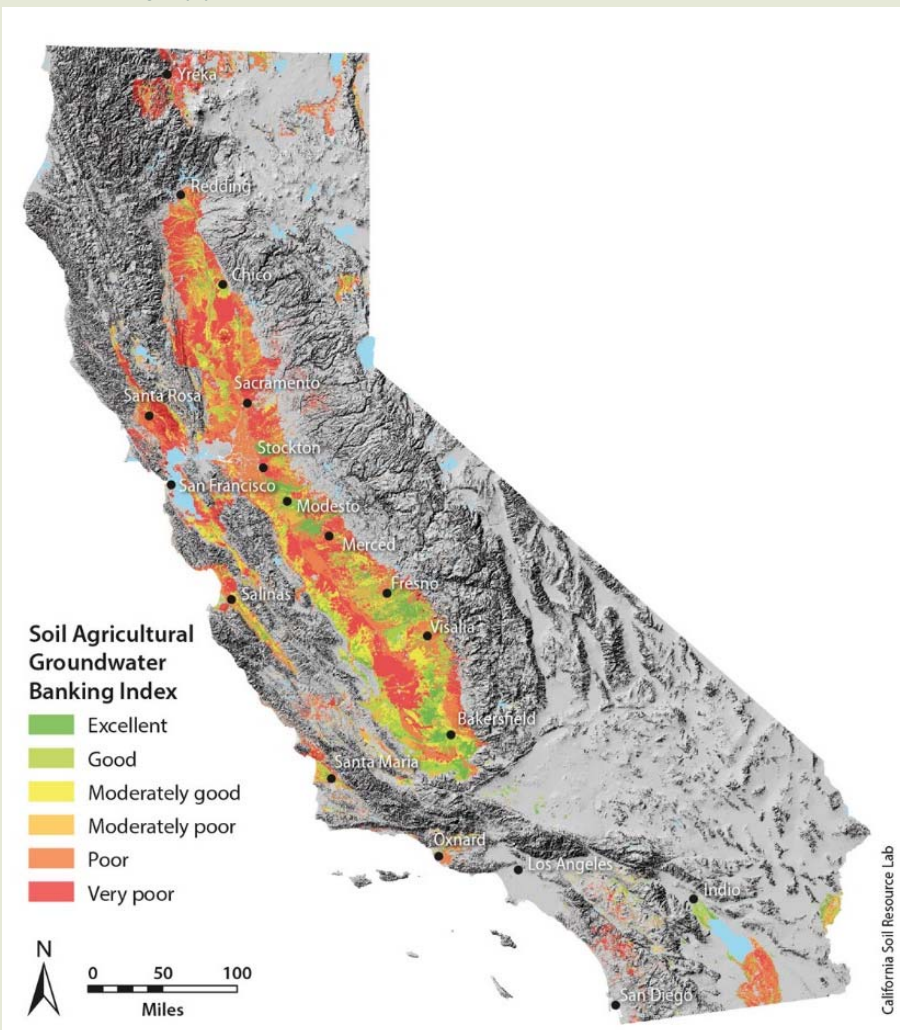 Yreka
Redding
Chico
Sacramento
Santa Rosa
Stockton
San Francisco
Modesto
Merced
Fresno
Salinas
Visalia
Bakersfield
Santa Maria
Oxnard
Los Angeles
Indio
San Diego
Soil Agricultural
Groundwater
Banking Index
Excellent
Good
Moderately good
Moderately poor
Poor
Very poor
N
0 50 100
Miles
California Soil Resource Lab